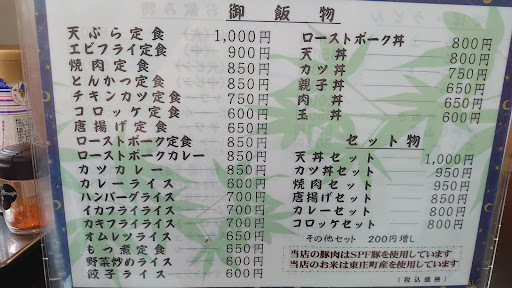 御飯物
天ぷら定食 1,000円
エビフライ定食 900円
焼肉定食 850円
とんかつ定食 850円
チキンカツ定食 750円
コロッケ定食 600円
唐揚げ定食 650円
ローストポーク定食 850円
ローストポークカレー 850円
カツカレー 850円
カレーライス 600円
ハンバーグライス 700円
イカフライライス 700円
カキフライライス 700円
オムレツライス 650円
もつ煮定食 600円
野菜炒めライス 600円
餃子ライス 600円
ローストポーク丼 800円
天丼 800円
カツ丼 750円
親子丼 650円
肉丼 650円
玉丼 600円
セット物
天丼セット 1,000円
カツ丼セット 950円
焼肉セット 950円
唐揚げセット 850円
カレーセット 600円
コロッケセット 600円
その他セット 200円増し
当店の豚肉はSPF豚を使用しています
当店のお米は東庄町産を使用しています
(税込価格)